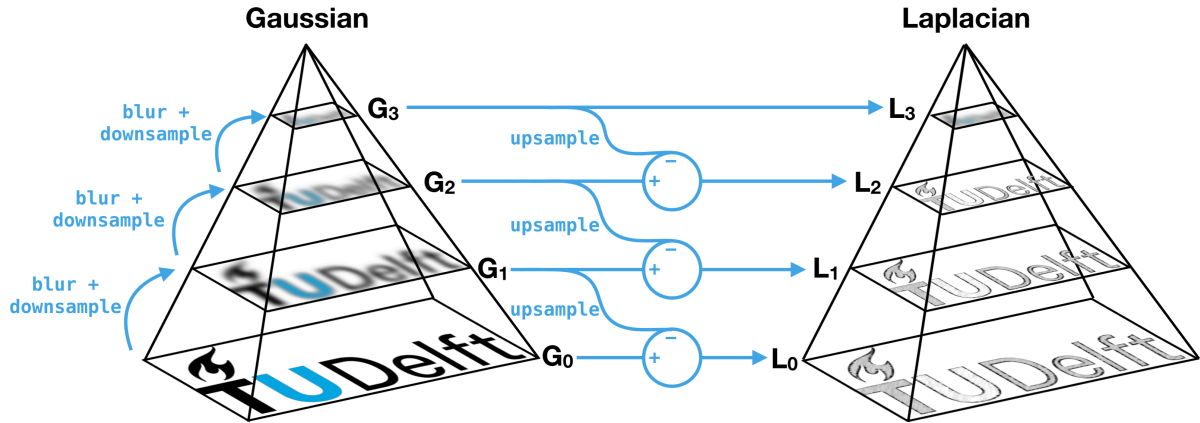 Gaussian
Laplacian
blur +
downsample
G₃
L₃
upsample
−
+
blur +
downsample
TUDelft
G₂
L₂
TUDelft
upsample
−
+
blur +
downsample
TUDelft
G₁
L₁
TUDelft
upsample
−
+
TUDelft
G₀
L₀
TUDelft